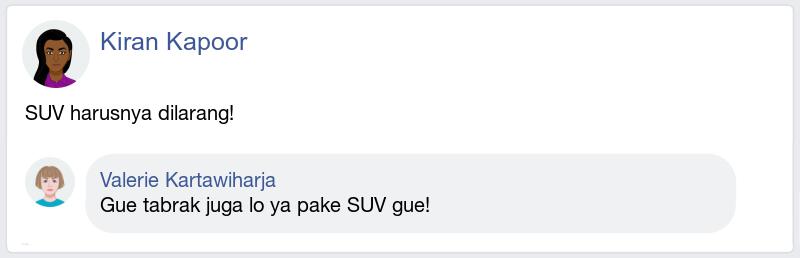 Kiran Kapoor
SUV harusnya dilarang!
Valerie Kartawiharja
Gue tabrak juga lo ya pake SUV gue!